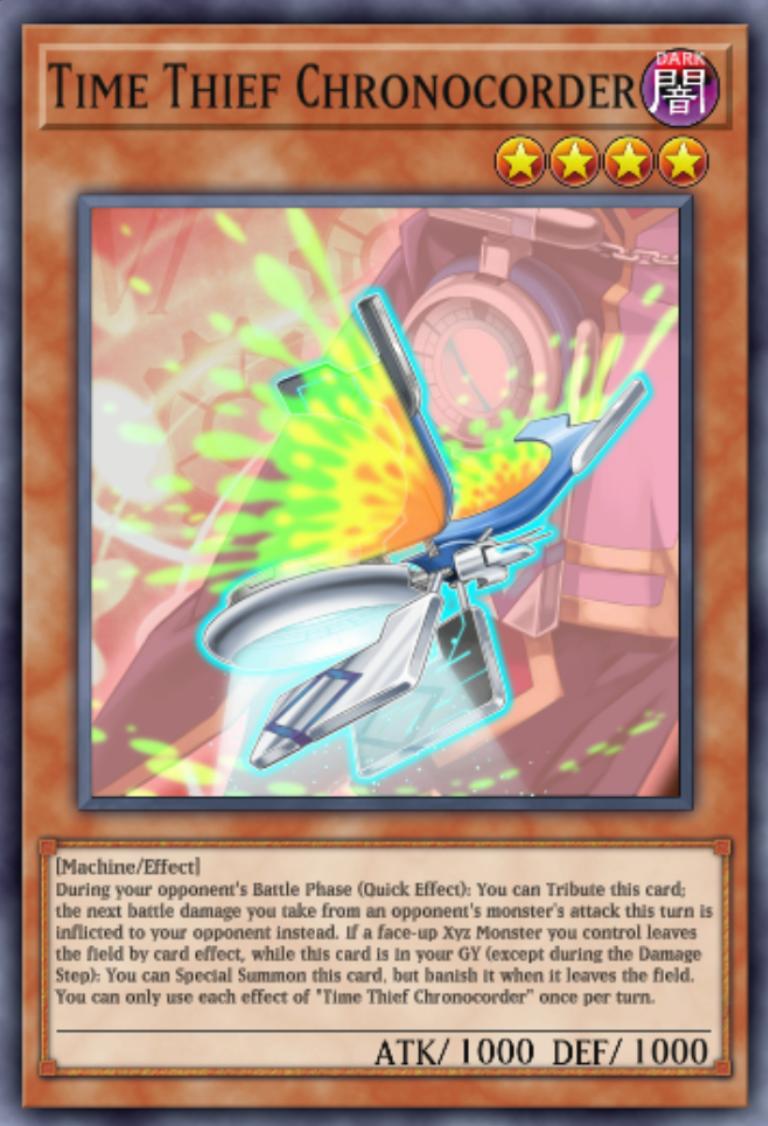 TIME THIEF CHRONOCORDER
DARK
闇
[Machine/Effect]
During your opponent's Battle Phase (Quick Effect): You can Tribute this card;
the next battle damage you take from an opponent's monster's attack this turn is
inflicted to your opponent instead. If a face-up Xyz Monster you control leaves
the field by card effect, while this card is in your GY (except during the Damage
Step): You can Special Summon this card, but banish it when it leaves the field.
You can only use each effect of "Time Thief Chronocorder" once per turn.
ATK/ 1000 DEF/ 1000